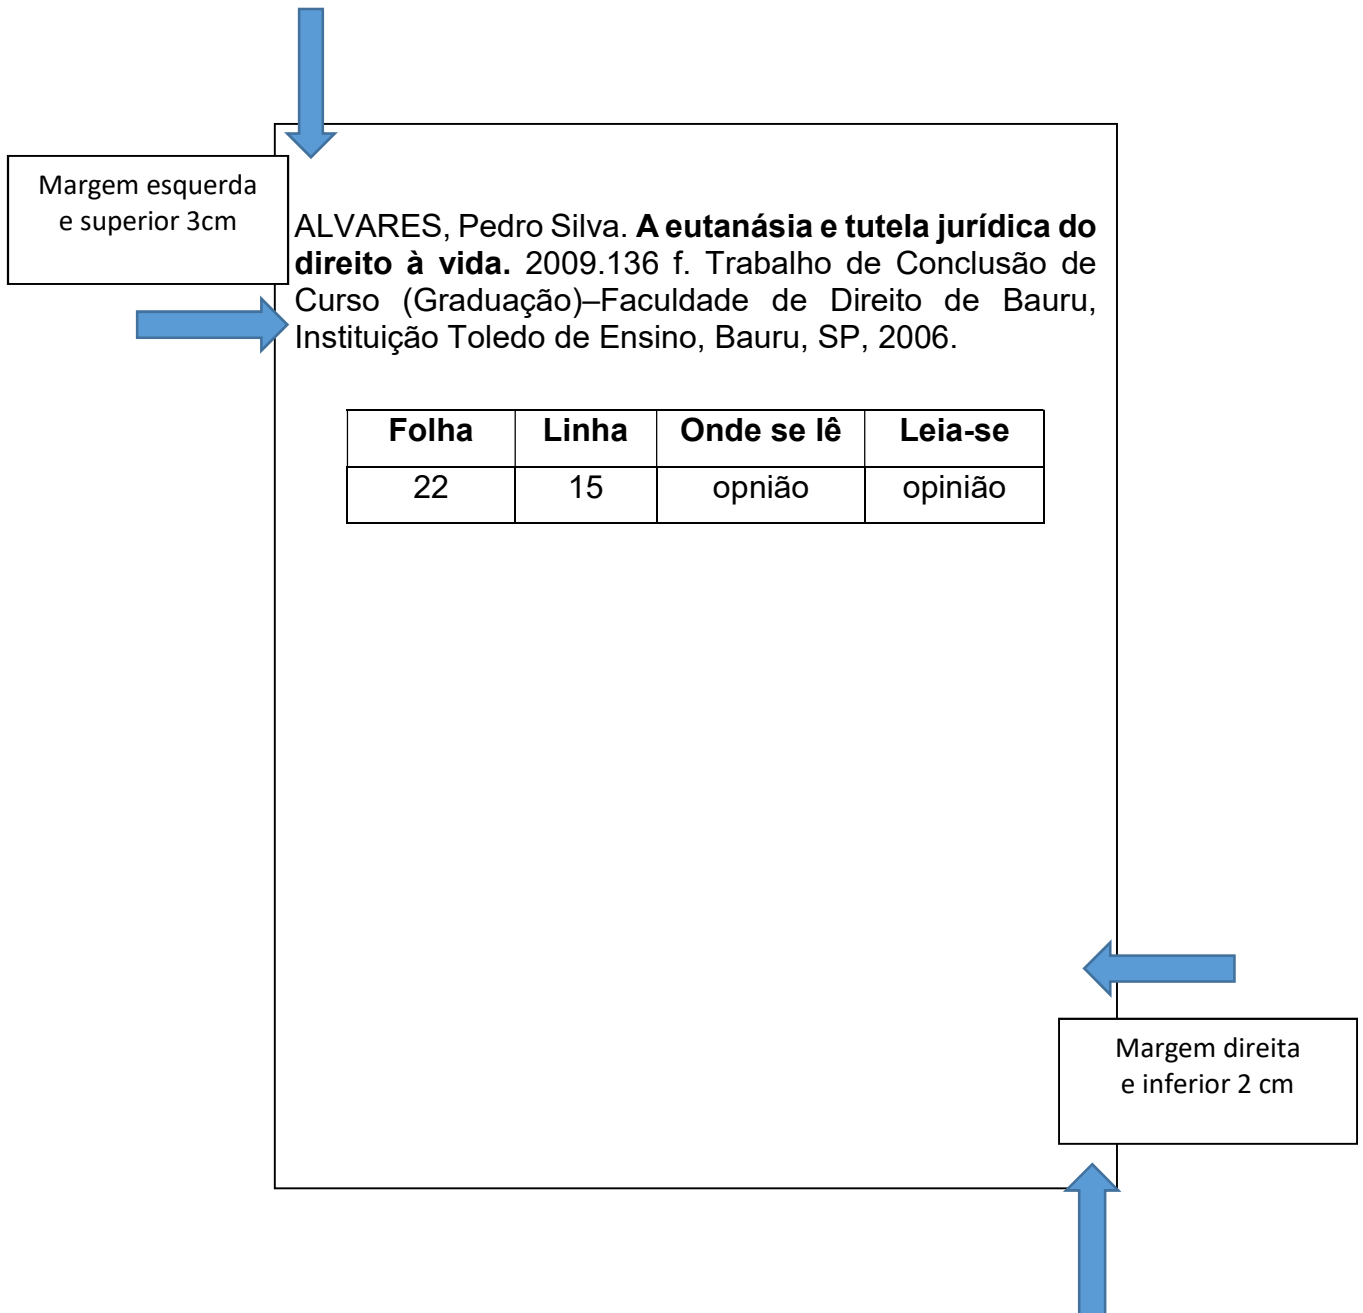 Margem esquerda
e superior 3cm
ALVARES, Pedro Silva. A eutanásia e tutela jurídica do
direito à vida. 2009.136 f. Trabalho de Conclusão de
Curso (Graduação)–Faculdade de Direito de Bauru,
Instituição Toledo de Ensino, Bauru, SP, 2006.
Folha Linha Onde se lê Leia-se
22 15 opnião opinião
Margem direita
e inferior 2 cm